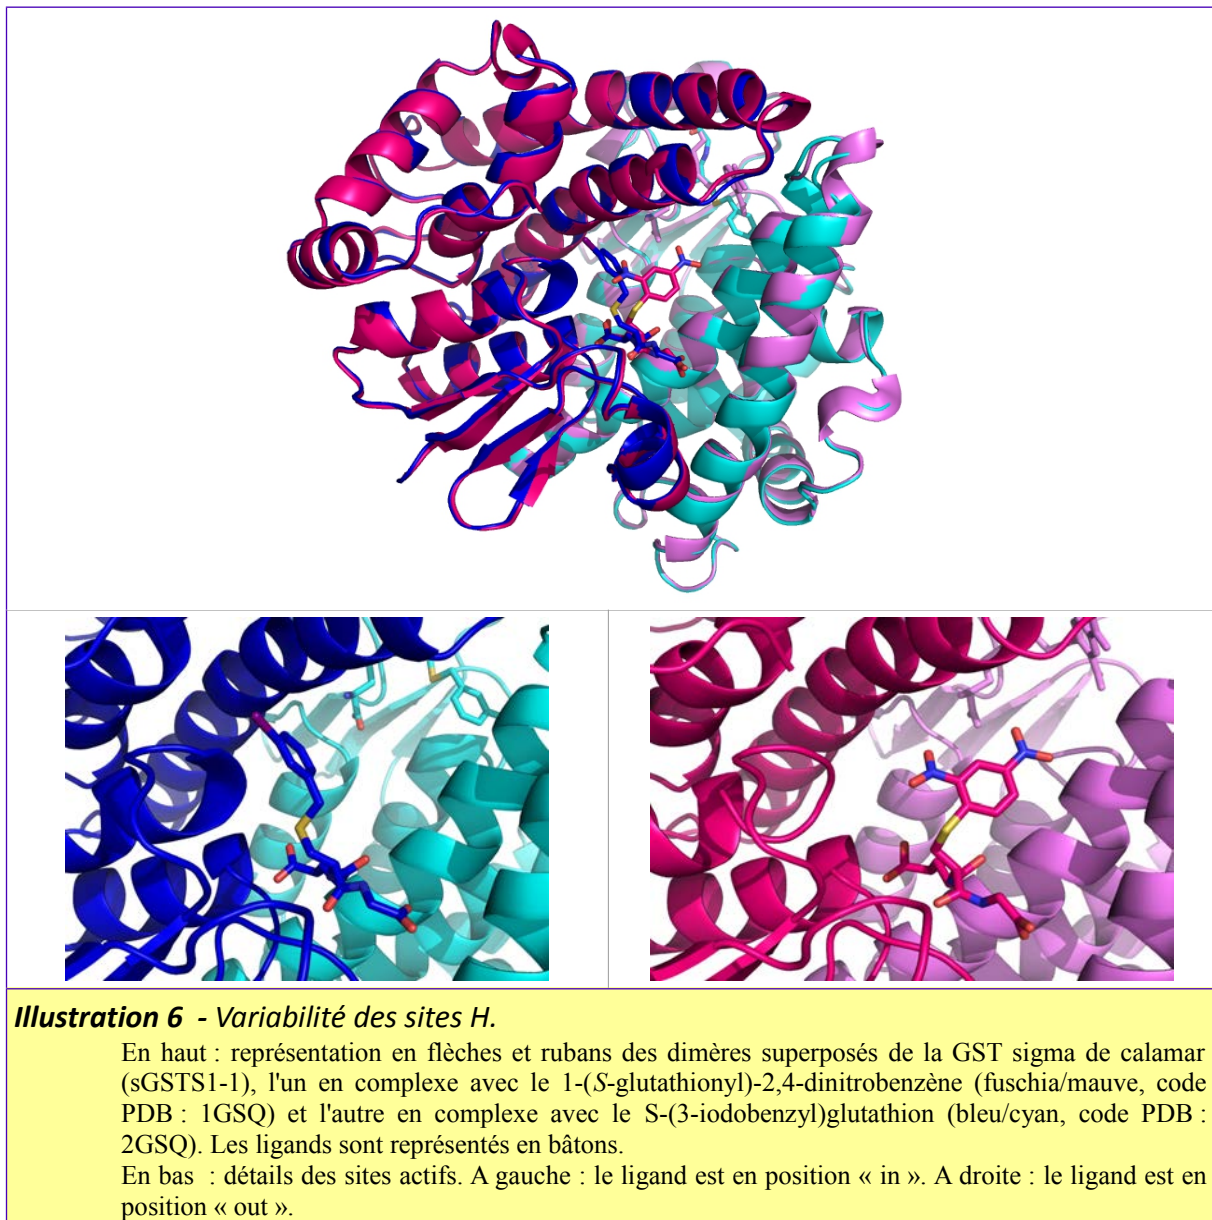 Illustration 6 - Variabilité des sites H.
En haut : représentation en flèches et rubans des dimères superposés de la GST sigma de calamar
(sGSTS1-1), l'un en complexe avec le 1-(S-glutathionyl)-2,4-dinitrobenzène (fuschia/mauve, code
PDB : 1GSQ) et l'autre en complexe avec le S-(3-iodobenzyl)glutathion (bleu/cyan, code PDB :
2GSQ). Les ligands sont représentés en bâtons.
En bas : détails des sites actifs. A gauche : le ligand est en position « in ». A droite : le ligand est en
position « out ».